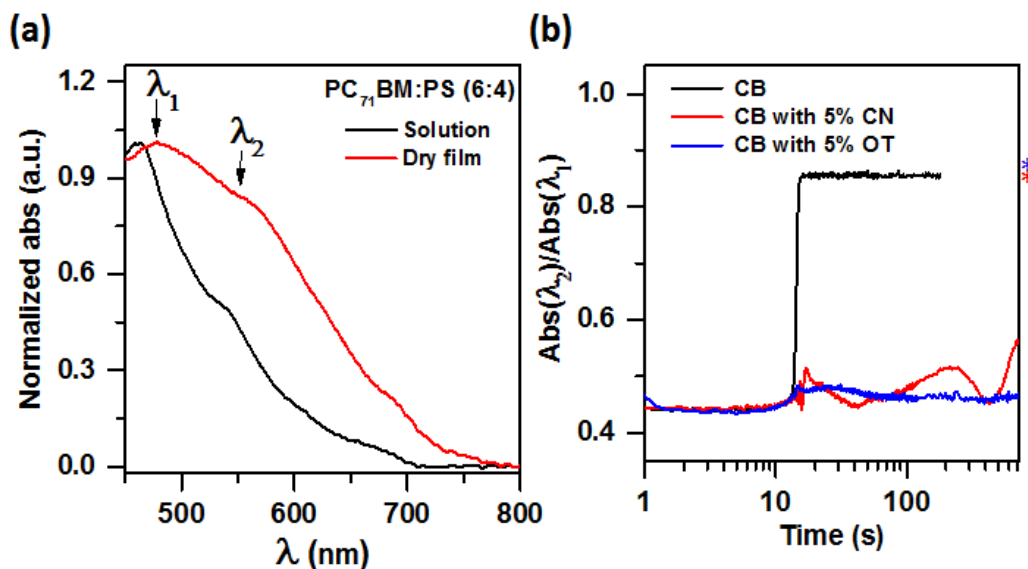 (a)
1.2
0.9
0.6
0.3
0.0
Normalized abs (a.u.)
λ₁
λ₂
PC₇₁BM:PS (6:4)
Solution
Dry film
500
600
700
800
λ (nm)
(b)
1.0
0.8
0.6
0.4
Abs(λ₂)/Abs(λ₁)
CB
CB with 5% CN
CB with 5% OT
**
**
1
10
100
Time (s)